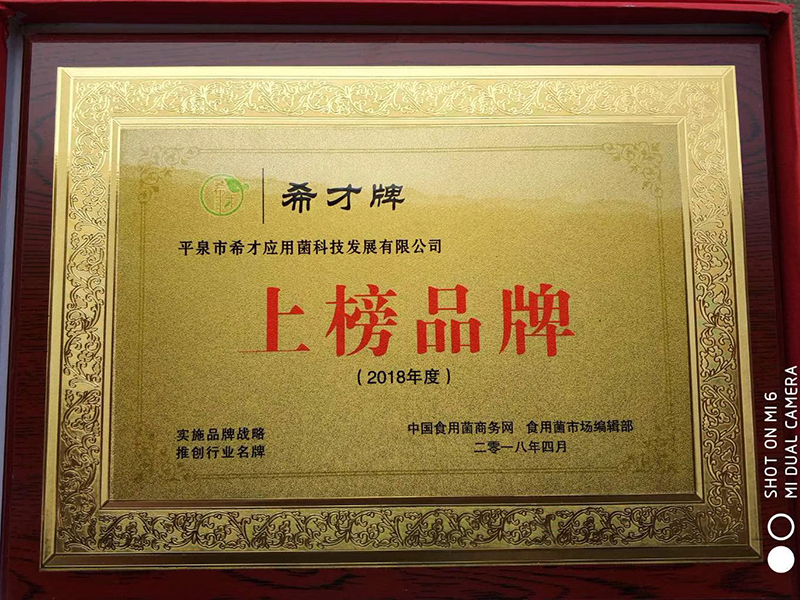 希才牌
平泉市希才应用菌科技发展有限公司
上榜品牌
（2018年度）
实施品牌战略
推创行业名牌
中国食用菌商务网 食用菌市场编辑部
二零一八年四月
SHOT ON MI 6
MI DUAL CAMERA